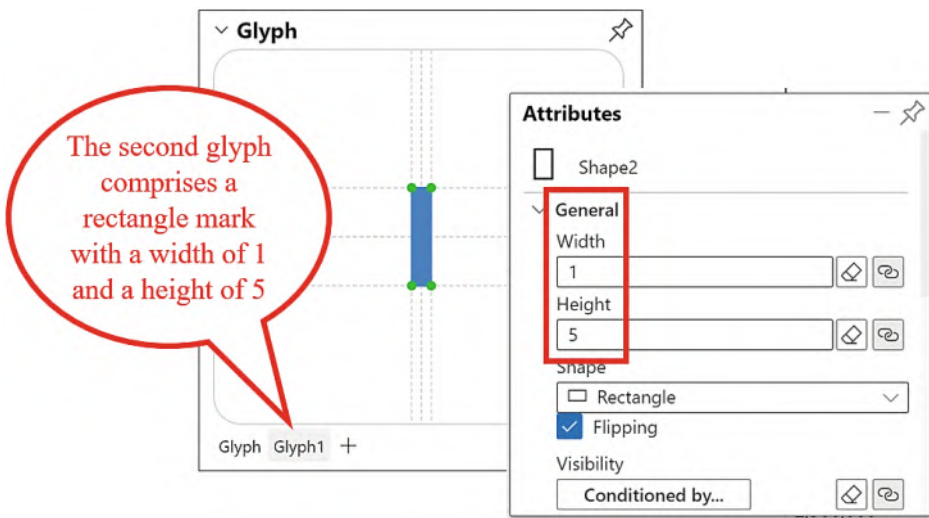 Glyph
The second glyph
comprises a
rectangle mark
with a width of 1
and a height of 5
Glyph Glyph1 +
Attributes
Shape2
General
Width
1
Height
5
Shape
Rectangle
Flipping
Visibility
Conditioned by...